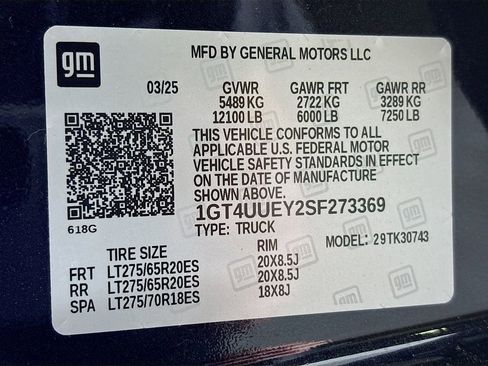 gm
MFD BY GENERAL MOTORS LLC
03/25 GVWR GAWR FRT GAWR RR
5489 KG 2722 KG 3289 KG
12100 LB 6000 LB 7250 LB
THIS VEHICLE CONFORMS TO ALL
APPLICABLE U.S. FEDERAL MOTOR
VEHICLE SAFETY STANDARDS IN EFFECT
ON THE DATE OF MANUFACTURE
SHOWN ABOVE.
1GT4UUEY2SF273369
618G
TYPE: TRUCK MODEL: 29TK30743
TIRE SIZE RIM
FRT LT275/65R20ES 20X8.5J
RR LT275/65R20ES 20X8.5J
SPA LT275/70R18ES 18X8J